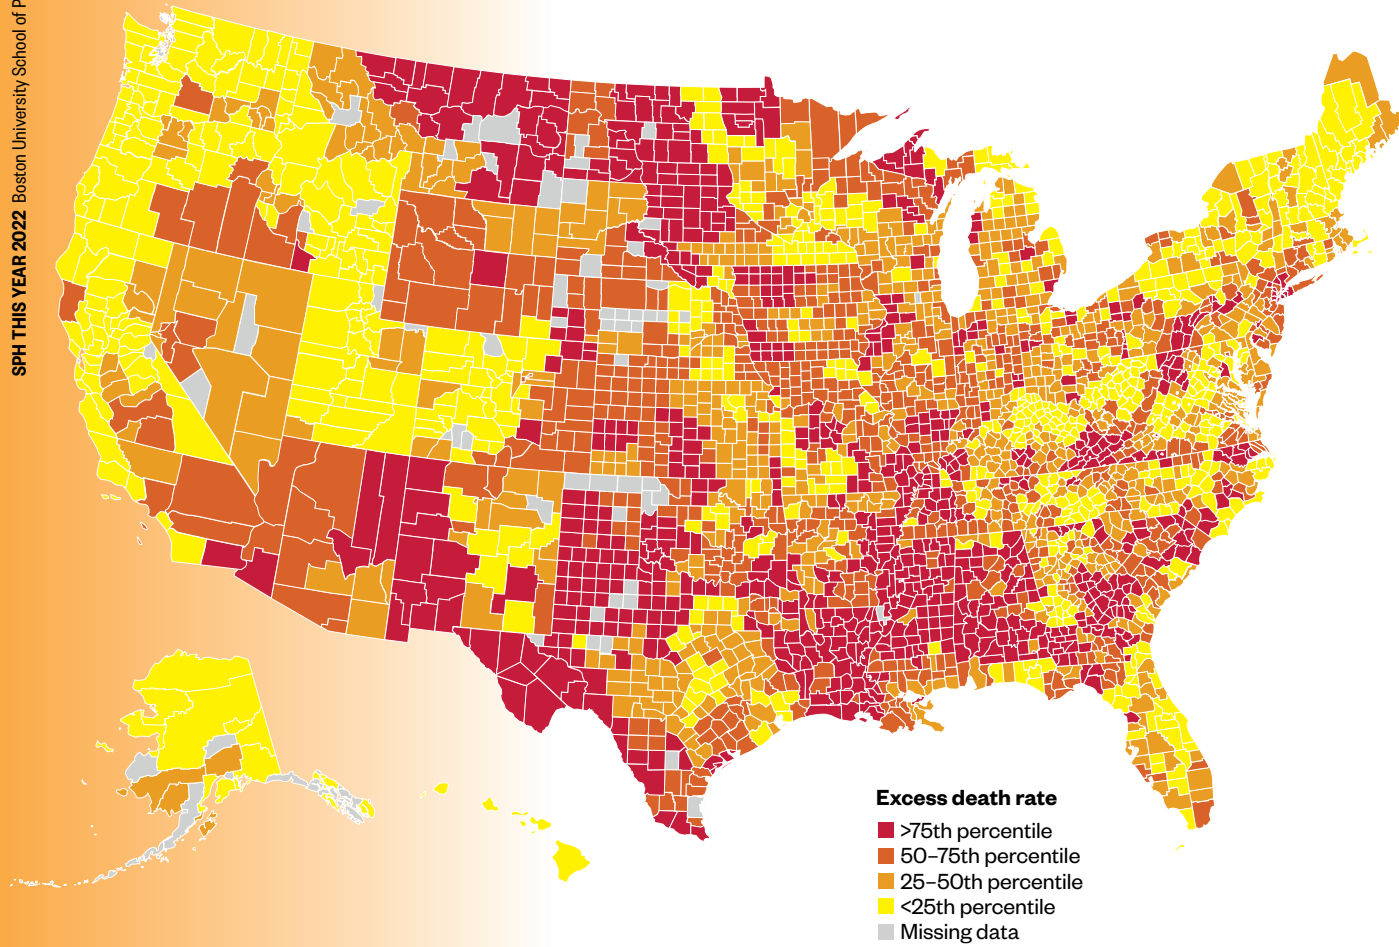 SPH THIS YEAR 2022 Boston University School of
Excess death rate
>75th percentile
50–75th percentile
25–50th percentile
<25th percentile
Missing data